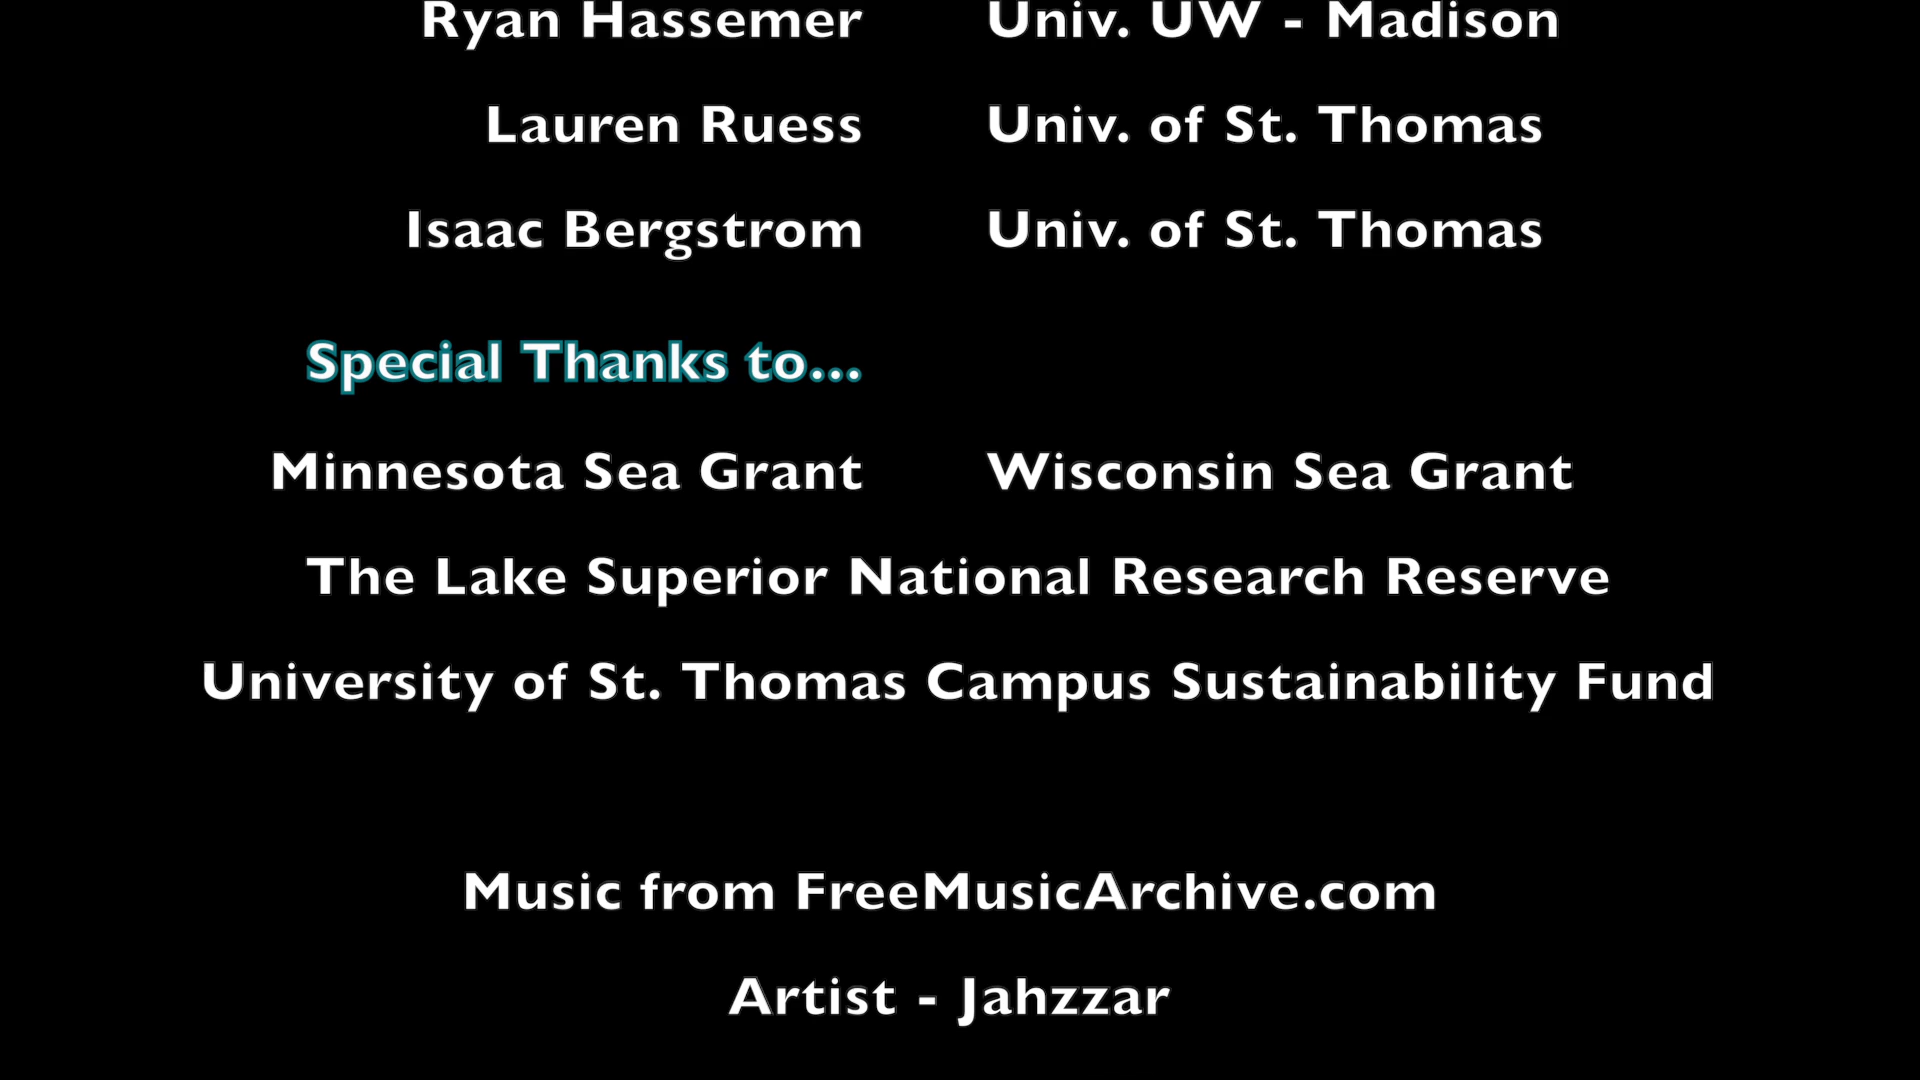 Ryan Hassemer Univ. UW - Madison
Lauren Ruess Univ. of St. Thomas
Isaac Bergstrom Univ. of St. Thomas
Special Thanks to...
Minnesota Sea Grant Wisconsin Sea Grant
The Lake Superior National Research Reserve
University of St. Thomas Campus Sustainability Fund
Music from FreeMusicArchive.com
Artist - Jahzzar